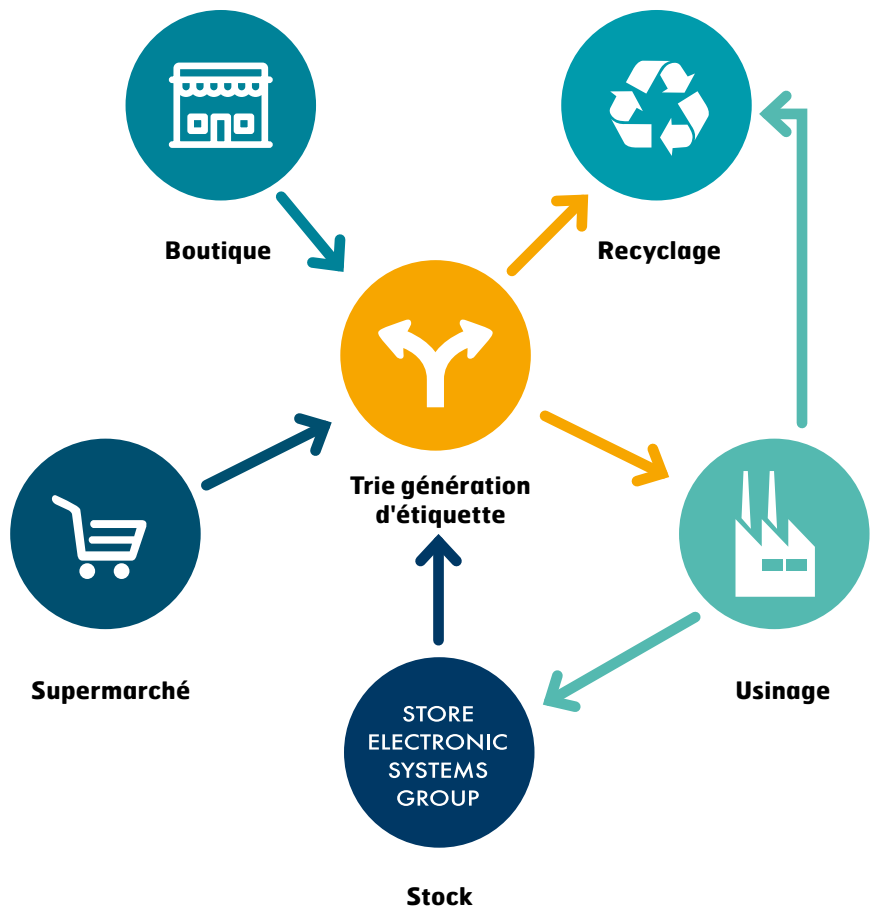 Boutique
Recyclage
Trie génération
d'étiquette
Supermarché
Usinage
STORE
ELECTRONIC
SYSTEMS
GROUP
Stock